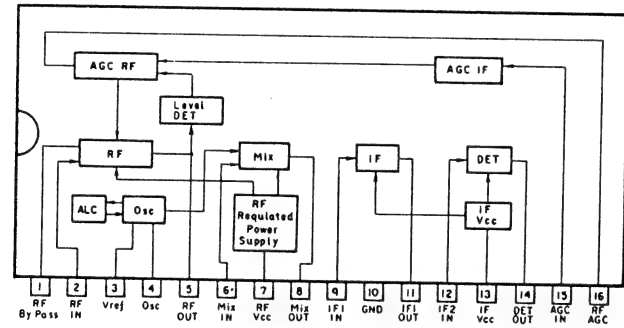 AGC RF
AGC IF
Level
DET
RF
Mix
IF
DET
ALC
Osc
RF
Regulated
Power
Supply
IF
Vcc
1 2 3 4 5 6 7 8 9 10 11 12 13 14 15 16
RF
By Pass
RF
IN
Vref
Osc
RF
OUT
Mix
IN
RF
Vcc
Mix
OUT
IF1
IN
GND
IF1
OUT
IF2
IN
IF
Vcc
DET
OUT
AGC
IN
RF
AGC